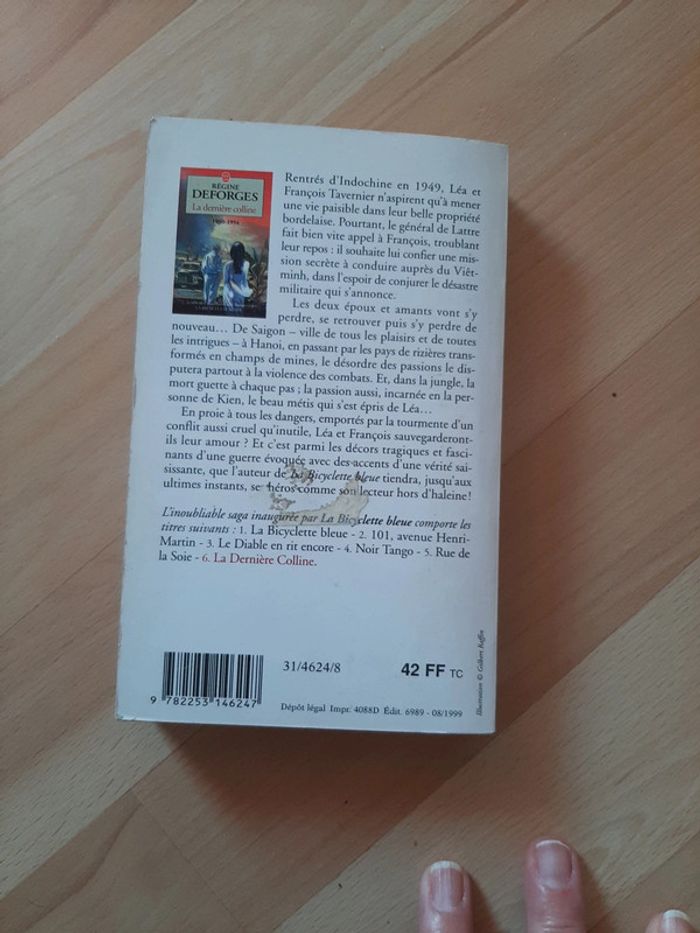 RÉGINE
DEFORGES
La dernière colline
Rentrés d'Indochine en 1949, Léa et
François Tavernier n'aspirent qu'à mener
une vie paisible dans leur belle propriété
bordelaise. Pourtant, le général de Lattre
fait bien vite appel à François, troublant
leur repos : il souhaite lui confier une mis-
sion secrète à conduire auprès du Viêt-
minh, dans l'espoir de conjurer le désastre
militaire qui s'annonce.
Les deux époux et amants vont s'y
perdre, se retrouver puis s'y perdre de
nouveau... De Saigon – ville de tous les plaisirs et de toutes
les intrigues – à Hanoi, en passant par les pays de rizières trans-
formés en champs de mines, le désordre des passions le dis-
putera partout à la violence des combats. Et, dans la jungle, la
mort guette à chaque pas ; la passion aussi, incarnée en la per-
sonne de Kien, le beau métis qui s'est épris de Léa...
En proie à tous les dangers, emportés par la tourmente d'un
conflit aussi cruel qu'inutile, Léa et François sauvegarderont-
ils leur amour ? Et c'est parmi les décors tragiques et fasci-
nants d'une guerre évoquée avec des accents d'une vérité sai-
sissante, que l'auteur de La Bicyclette bleue tiendra, jusqu'aux
ultimes instants, ses héros comme son lecteur hors d'haleine !
L'inoubliable saga inaugurée par La Bicyclette bleue comporte les
titres suivants : 1. La Bicyclette bleue - 2. 101, avenue Henri-
Martin - 3. Le Diable en rit encore - 4. Noir Tango - 5. Rue de
la Soie - 6. La Dernière Colline.
31/4624/8
42 FF TC
9 782253 146247
Dépôt légal Impr. 4088D Édit. 6989 - 08/1999
Illustration © Gilbert Raffin